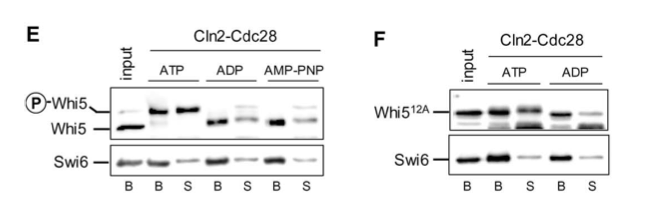 E
Cln2-Cdc28
input
ATP ADP AMP-PNP
P-Whi5
Whi5
Swi6
B B S B S B S
F
Cln2-Cdc28
input
ATP ADP
Whi5¹²ᴬ
Swi6
B B S B S